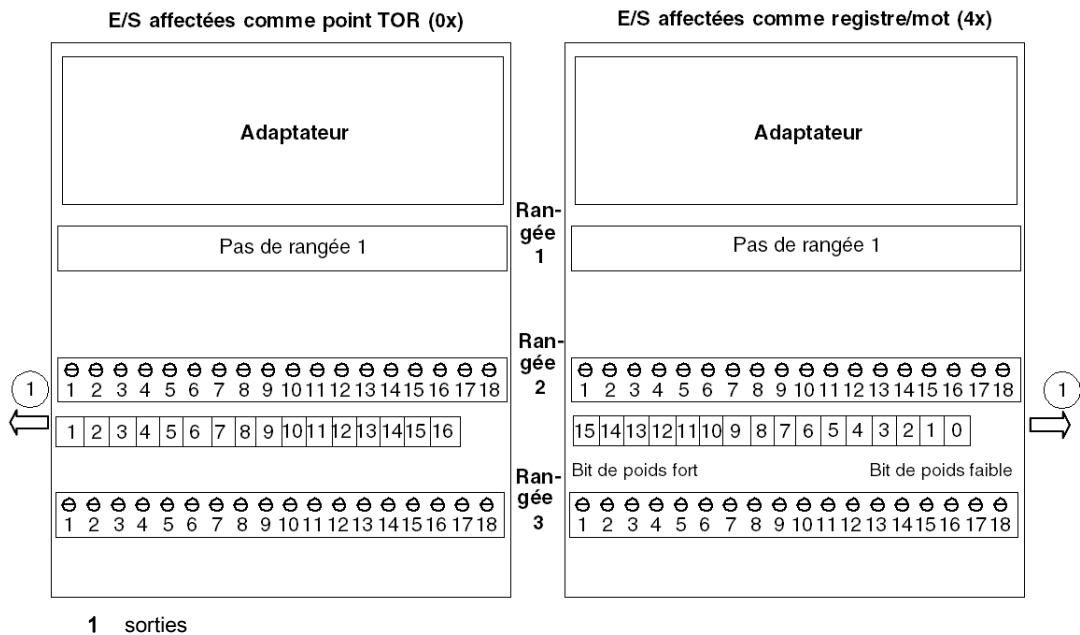 E/S affectées comme point TOR (0x)
E/S affectées comme registre/mot (4x)
Adaptateur
Adaptateur
Ran-
gée
1
Pas de rangée 1
Pas de rangée 1
Ran-
gée
2
1 2 3 4 5 6 7 8 9 10 11 12 13 14 15 16 17 18
1 2 3 4 5 6 7 8 9 10 11 12 13 14 15 16 17 18
1
1
1 2 3 4 5 6 7 8 9 10 11 12 13 14 15 16
15 14 13 12 11 10 9 8 7 6 5 4 3 2 1 0
Bit de poids fort
Bit de poids faible
Ran-
gée
3
1 2 3 4 5 6 7 8 9 10 11 12 13 14 15 16 17 18
1 2 3 4 5 6 7 8 9 10 11 12 13 14 15 16 17 18
1 sorties